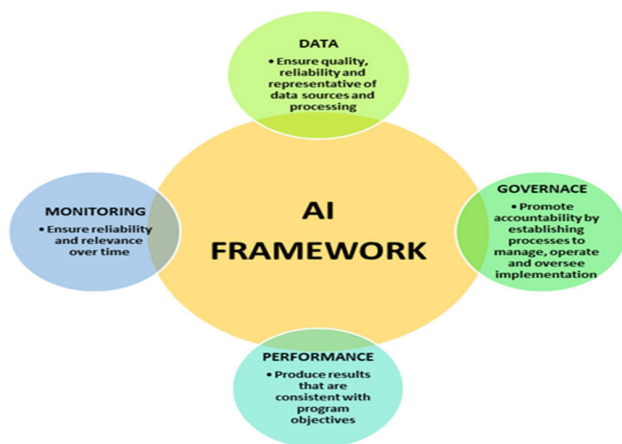 DATA
• Ensure quality,
reliability and
representative of
data sources and
processing
MONITORING
• Ensure reliability
and relevance
over time
AI
FRAMEWORK
GOVERNACE
• Promote
accountability by
establishing
processes to
manage, operate
and oversee
implementation
PERFORMANCE
• Produce results
that are
consistent with
program
objectives